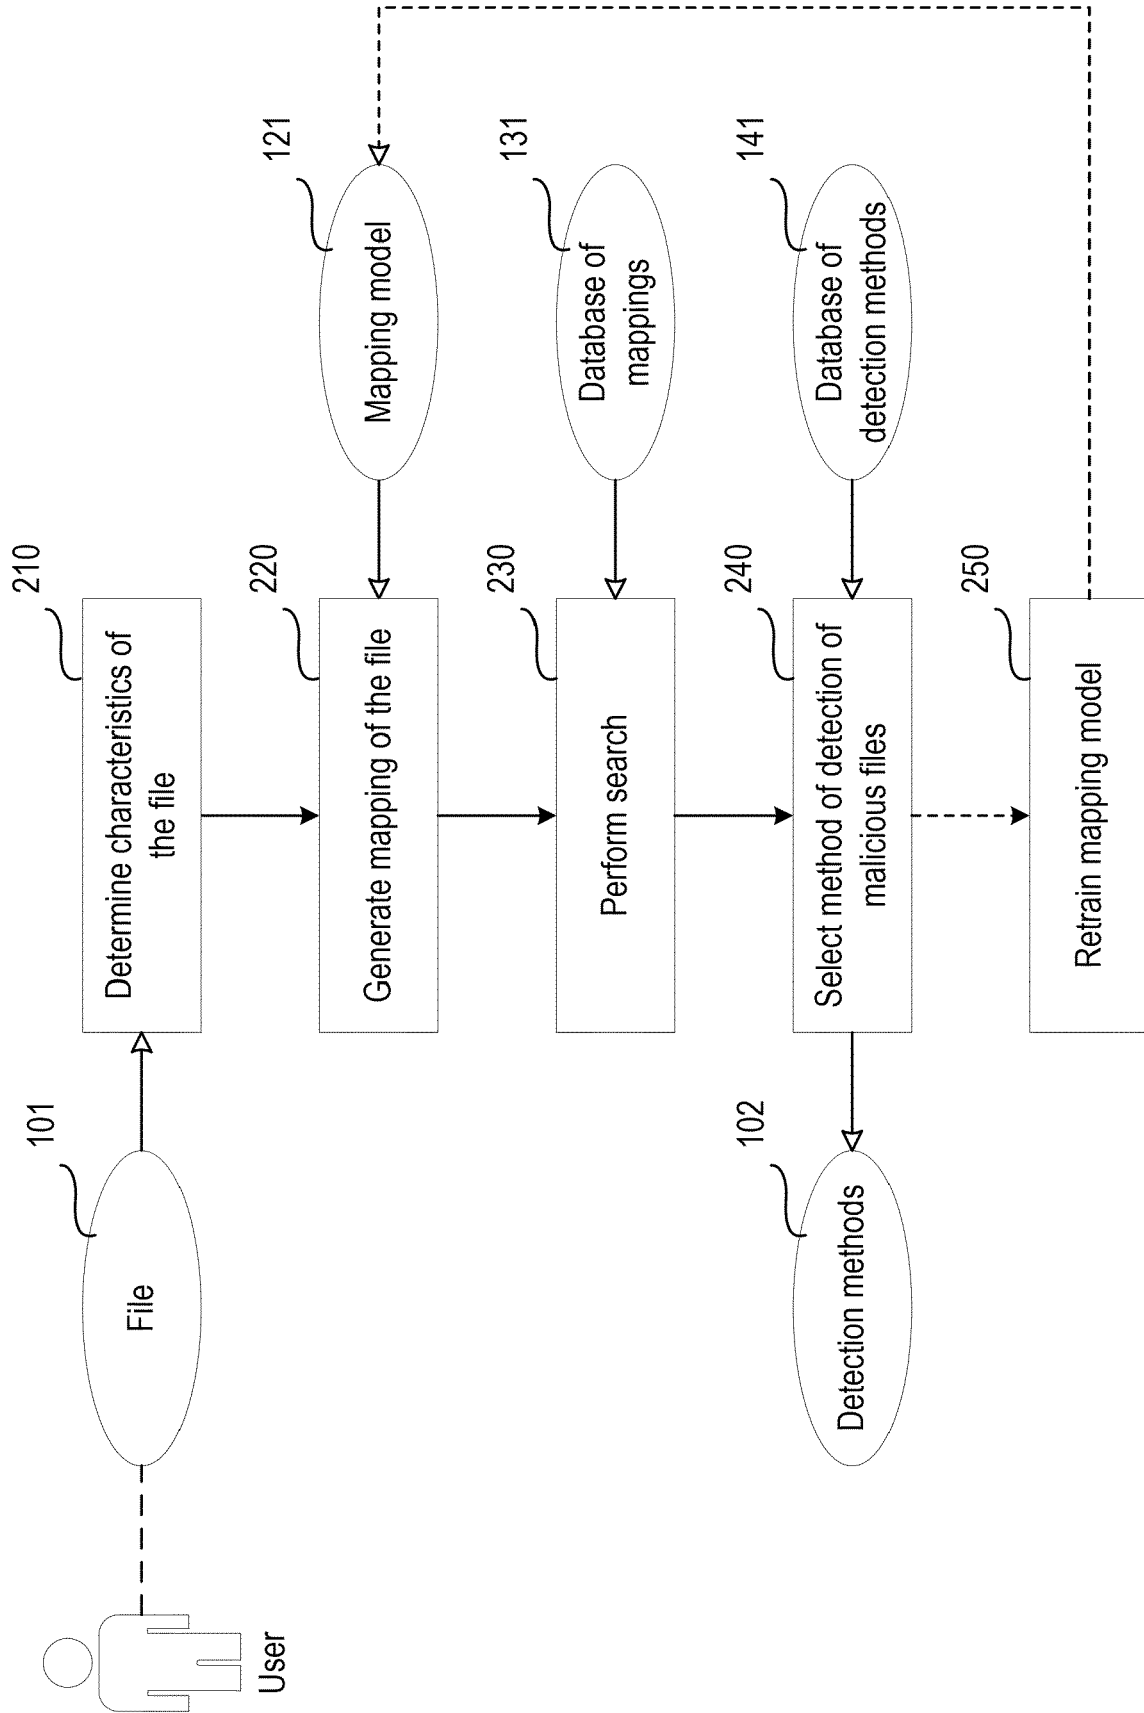 User
File
101
Determine characteristics of
the file
210
Generate mapping of the file
220
Mapping model
121
Perform search
230
Database of
mappings
131
Detection methods
102
Select method of detection of
malicious files
240
Database of
detection methods
141
Retrain mapping model
250